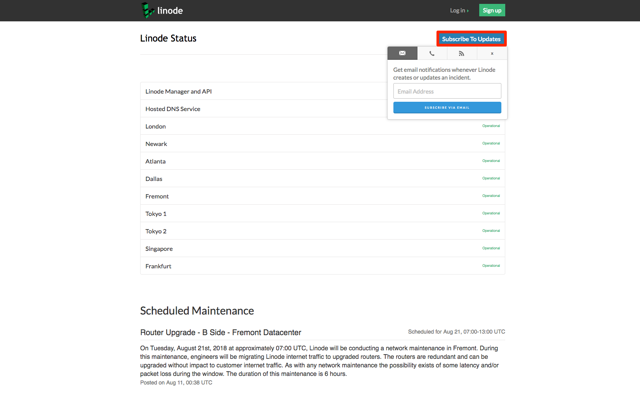 linode
Log in ›
Sign up
Linode Status
Subscribe To Updates
x
Get email notifications whenever Linode
creates or updates an incident.
Email Address
SUBSCRIBE VIA EMAIL
Linode Manager and API
Hosted DNS Service
London Operational
Newark Operational
Atlanta Operational
Dallas Operational
Fremont Operational
Tokyo 1 Operational
Tokyo 2 Operational
Singapore Operational
Frankfurt Operational
Scheduled Maintenance
Router Upgrade - B Side - Fremont Datacenter Scheduled for Aug 21, 07:00-13:00 UTC
On Tuesday, August 21st, 2018 at approximately 07:00 UTC, Linode will be conducting a network maintenance in Fremont. During
this maintenance, engineers will be migrating Linode internet traffic to upgraded routers. The routers are redundant and can be
upgraded without impact to customer internet traffic. As with any network maintenance the possibility exists of some latency and/or
packet loss during the window. The duration of this maintenance is 6 hours.
Posted on Aug 11, 00:38 UTC